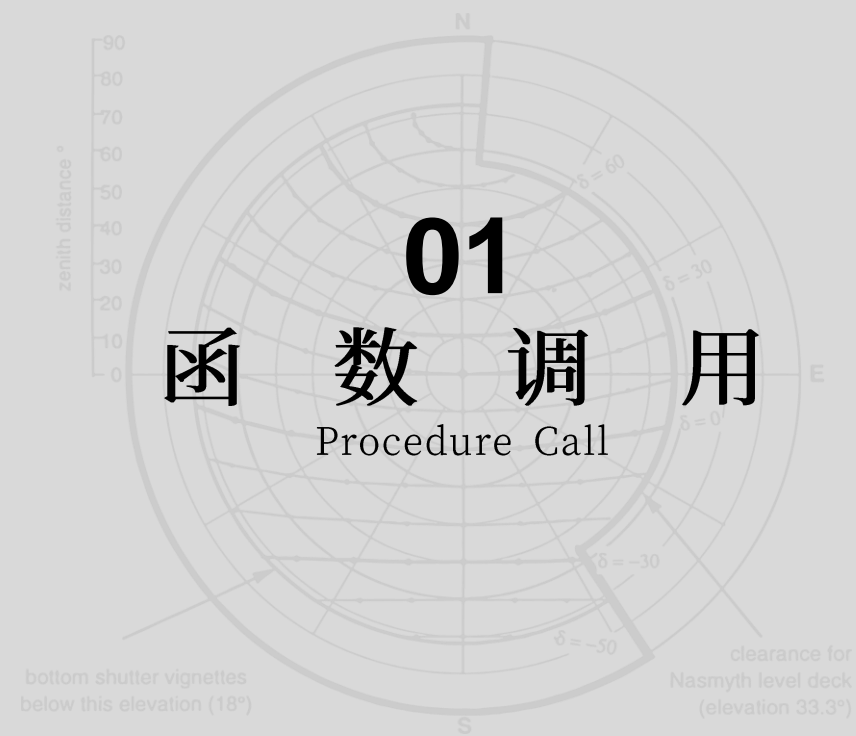 N
90
80
70
60
50
40
30
20
10
0
zenith distance °
δ = 60
δ = 30
01
函数调用
E
Procedure Call
δ = 0
δ = −30
δ = −50
bottom shutter vignettes
below this elevation (18°)
clearance for
Nasmyth level deck
(elevation 33.3°)
S